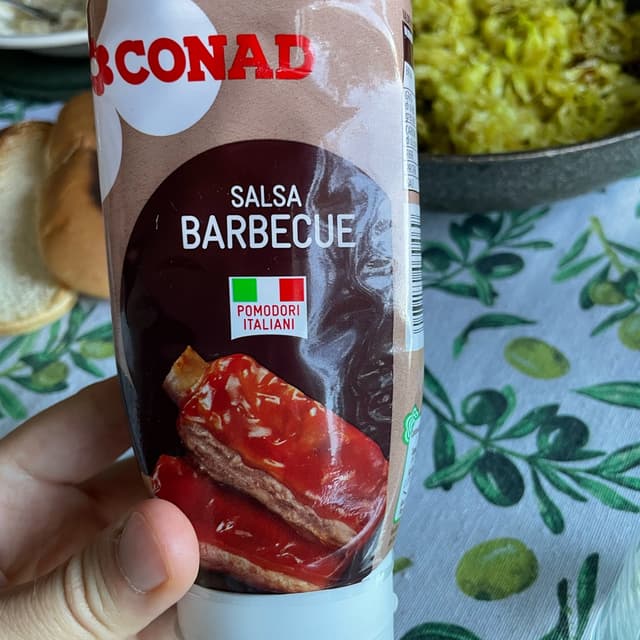 CONAD
SALSA
BARBECUE
POMODORI
ITALIANI